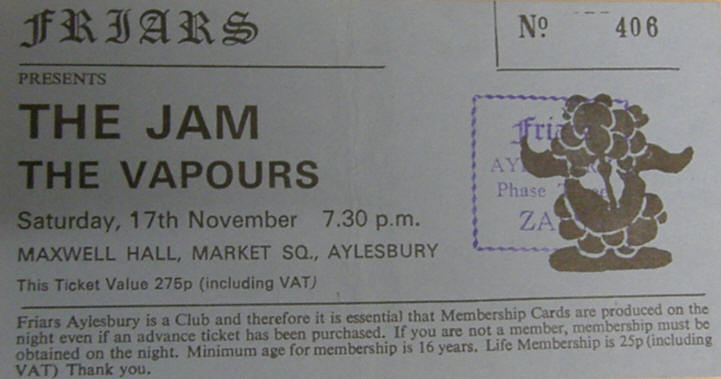 FRIARS
Nº 406
PRESENTS
THE JAM
THE VAPOURS
Saturday, 17th November 7.30 p.m.
MAXWELL HALL, MARKET SQ., AYLESBURY
This Ticket Value 275p (including VAT)
Phase
ZA
Friars Aylesbury is a Club and therefore it is essential that Membership Cards are produced on the
night even if an advance ticket has been purchased. If you are not a member, membership must be
obtained on the night. Minimum age for membership is 16 years. Life Membership is 25p (including
VAT) Thank you.